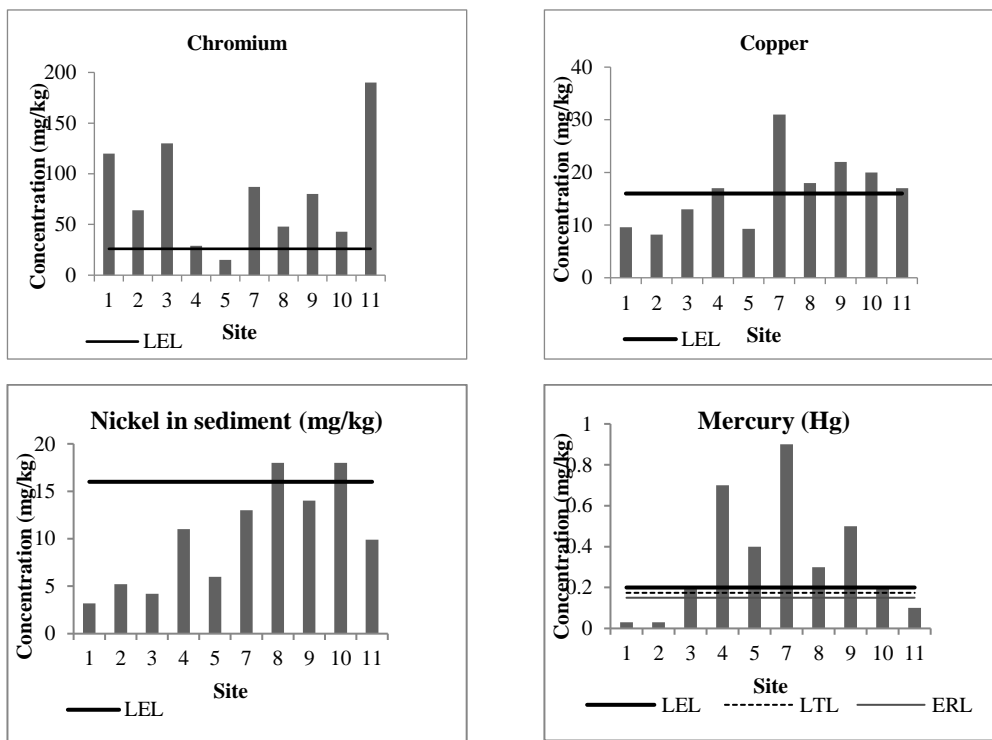 Chromium
Concentration (mg/kg)
200
150
100
50
0
1 2 3 4 5 7 8 9 10 11
Site
LEL
Copper
Concentration (mg/kg)
40
30
20
10
0
1 2 3 4 5 7 8 9 10 11
Site
LEL
Nickel in sediment (mg/kg)
Concentration (mg/kg)
20
15
10
5
0
1 2 3 4 5 7 8 9 10 11
Site
LEL
Mercury (Hg)
Concentration (mg/kg)
1
0.8
0.6
0.4
0.2
0
1 2 3 4 5 7 8 9 10 11
Site
LEL LTL ERL